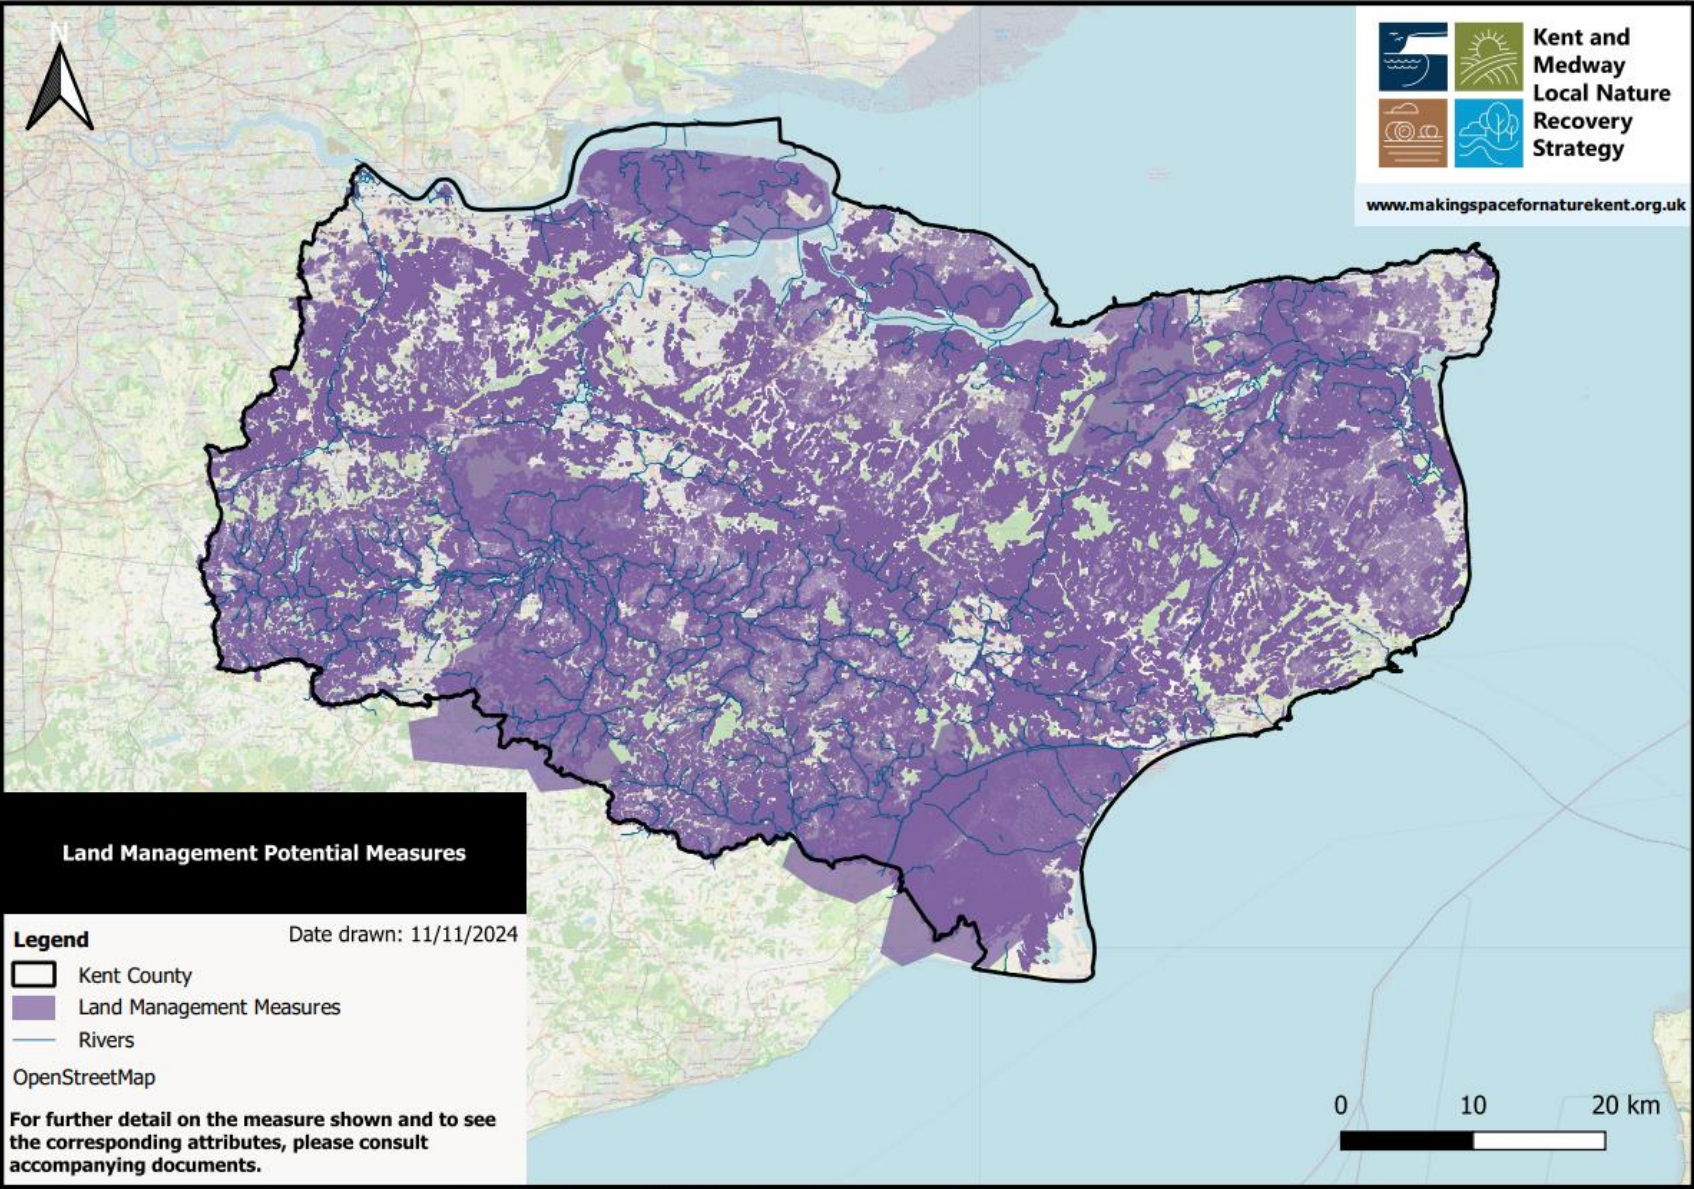 N
Kent and
Medway
Local Nature
Recovery
Strategy
www.makingspacefornaturekent.org.uk
Land Management Potential Measures
Legend
Date drawn: 11/11/2024
Kent County
Land Management Measures
Rivers
OpenStreetMap
For further detail on the measure shown and to see
the corresponding attributes, please consult
accompanying documents.
0 10 20 km